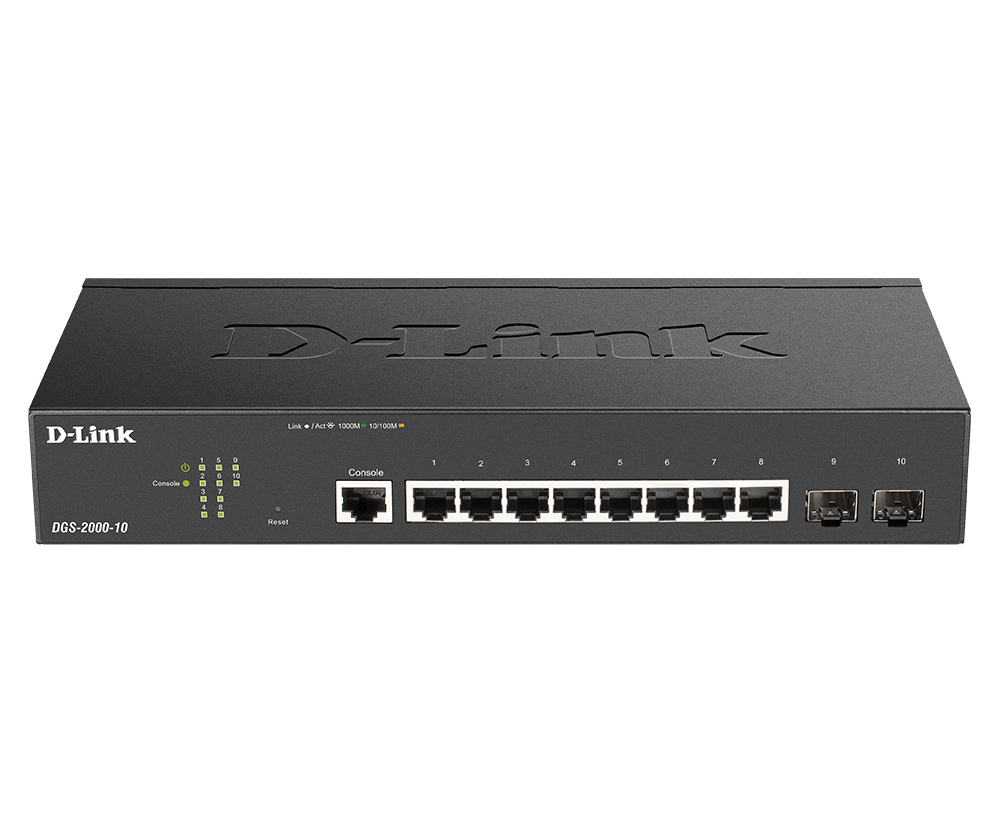 D-Link
D-Link
Link / Act 1000M 10/100M
1 5 9
2 6 10
Console
3 7
4 8
Reset
Console
1 2 3 4 5 6 7 8 9 10
DGS-2000-10